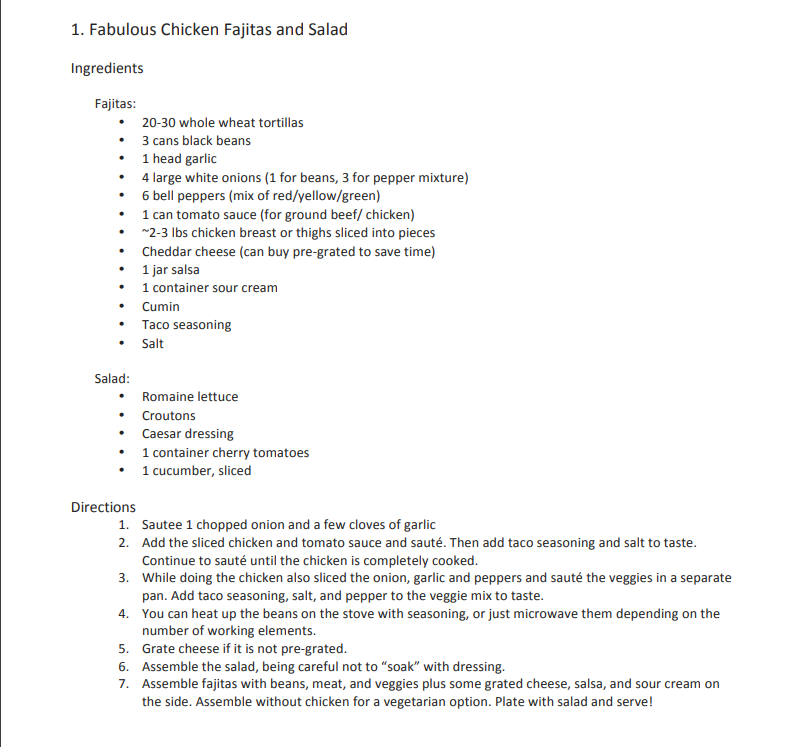 1. Fabulous Chicken Fajitas and Salad
Ingredients
Fajitas:
• 20-30 whole wheat tortillas
• 3 cans black beans
• 1 head garlic
• 4 large white onions (1 for beans, 3 for pepper mixture)
• 6 bell peppers (mix of red/yellow/green)
• 1 can tomato sauce (for ground beef/ chicken)
• ~2-3 lbs chicken breast or thighs sliced into pieces
• Cheddar cheese (can buy pre-grated to save time)
• 1 jar salsa
• 1 container sour cream
• Cumin
• Taco seasoning
• Salt
Salad:
• Romaine lettuce
• Croutons
• Caesar dressing
• 1 container cherry tomatoes
• 1 cucumber, sliced
Directions
1. Sautee 1 chopped onion and a few cloves of garlic
2. Add the sliced chicken and tomato sauce and sauté. Then add taco seasoning and salt to taste.
Continue to sauté until the chicken is completely cooked.
3. While doing the chicken also sliced the onion, garlic and peppers and sauté the veggies in a separate
pan. Add taco seasoning, salt, and pepper to the veggie mix to taste.
4. You can heat up the beans on the stove with seasoning, or just microwave them depending on the
number of working elements.
5. Grate cheese if it is not pre-grated.
6. Assemble the salad, being careful not to “soak” with dressing.
7. Assemble fajitas with beans, meat, and veggies plus some grated cheese, salsa, and sour cream on
the side. Assemble without chicken for a vegetarian option. Plate with salad and serve!